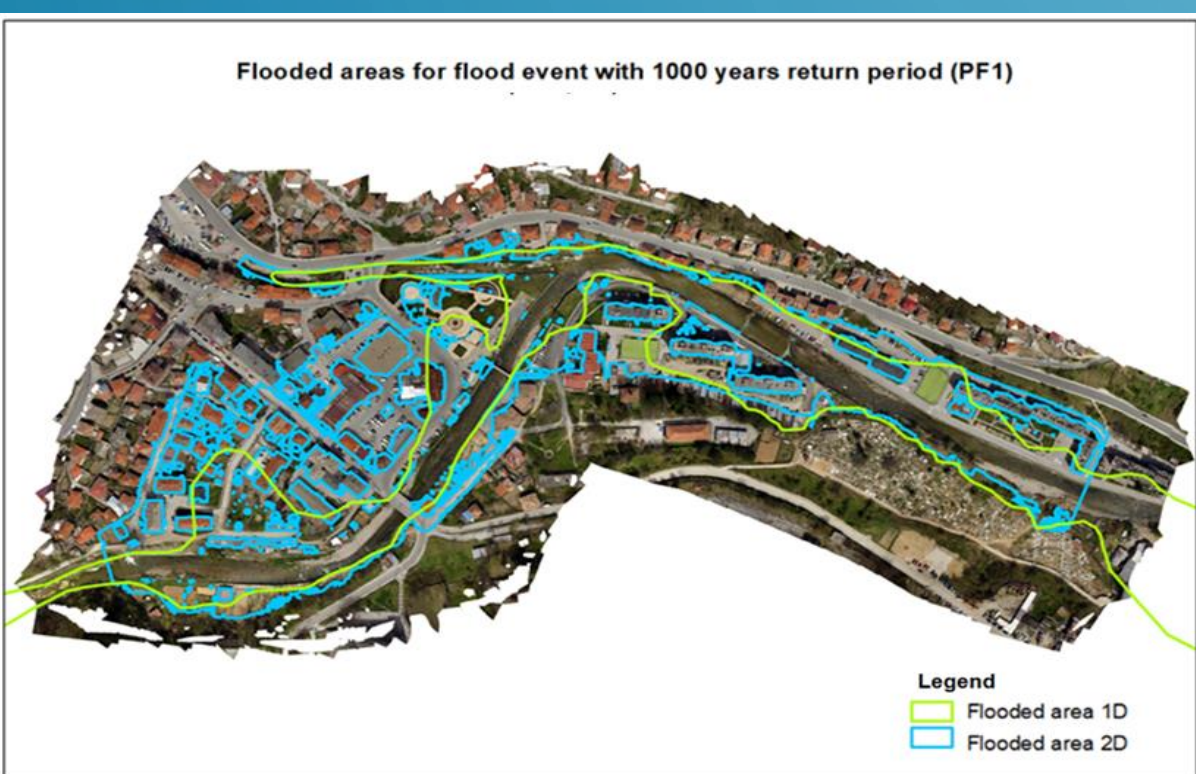 Flooded areas for flood event with 1000 years return period (PF1)
Legend
Flooded area 1D
Flooded area 2D